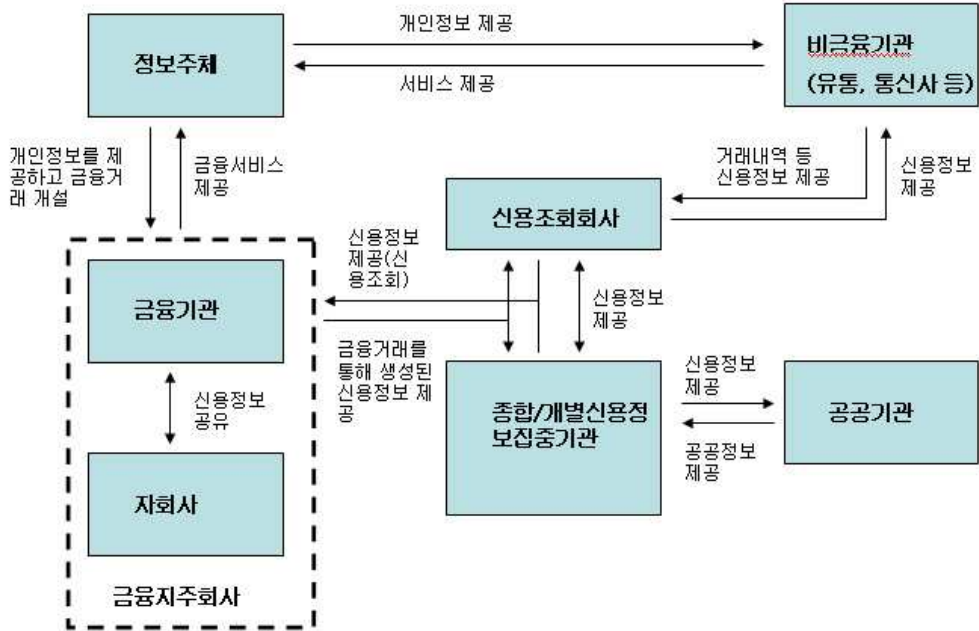 개인정보 제공
정보주체
비금융기관
(유통, 통신사 등)
서비스 제공
개인정보를 제
공하고 금융거
래 개설
금융서비스
제공
거래내역 등
신용정보 제공
신용정보
제공
신용조회회사
신용정보
제공(신
용조회)
금융기관
신용정보
제공
금융거래를
통해 생성된
신용정보 제
공
신용정보
공유
종합/개별신용정
보집중기관
신용정보
제공
공공기관
공공정보
제공
자회사
금융지주회사